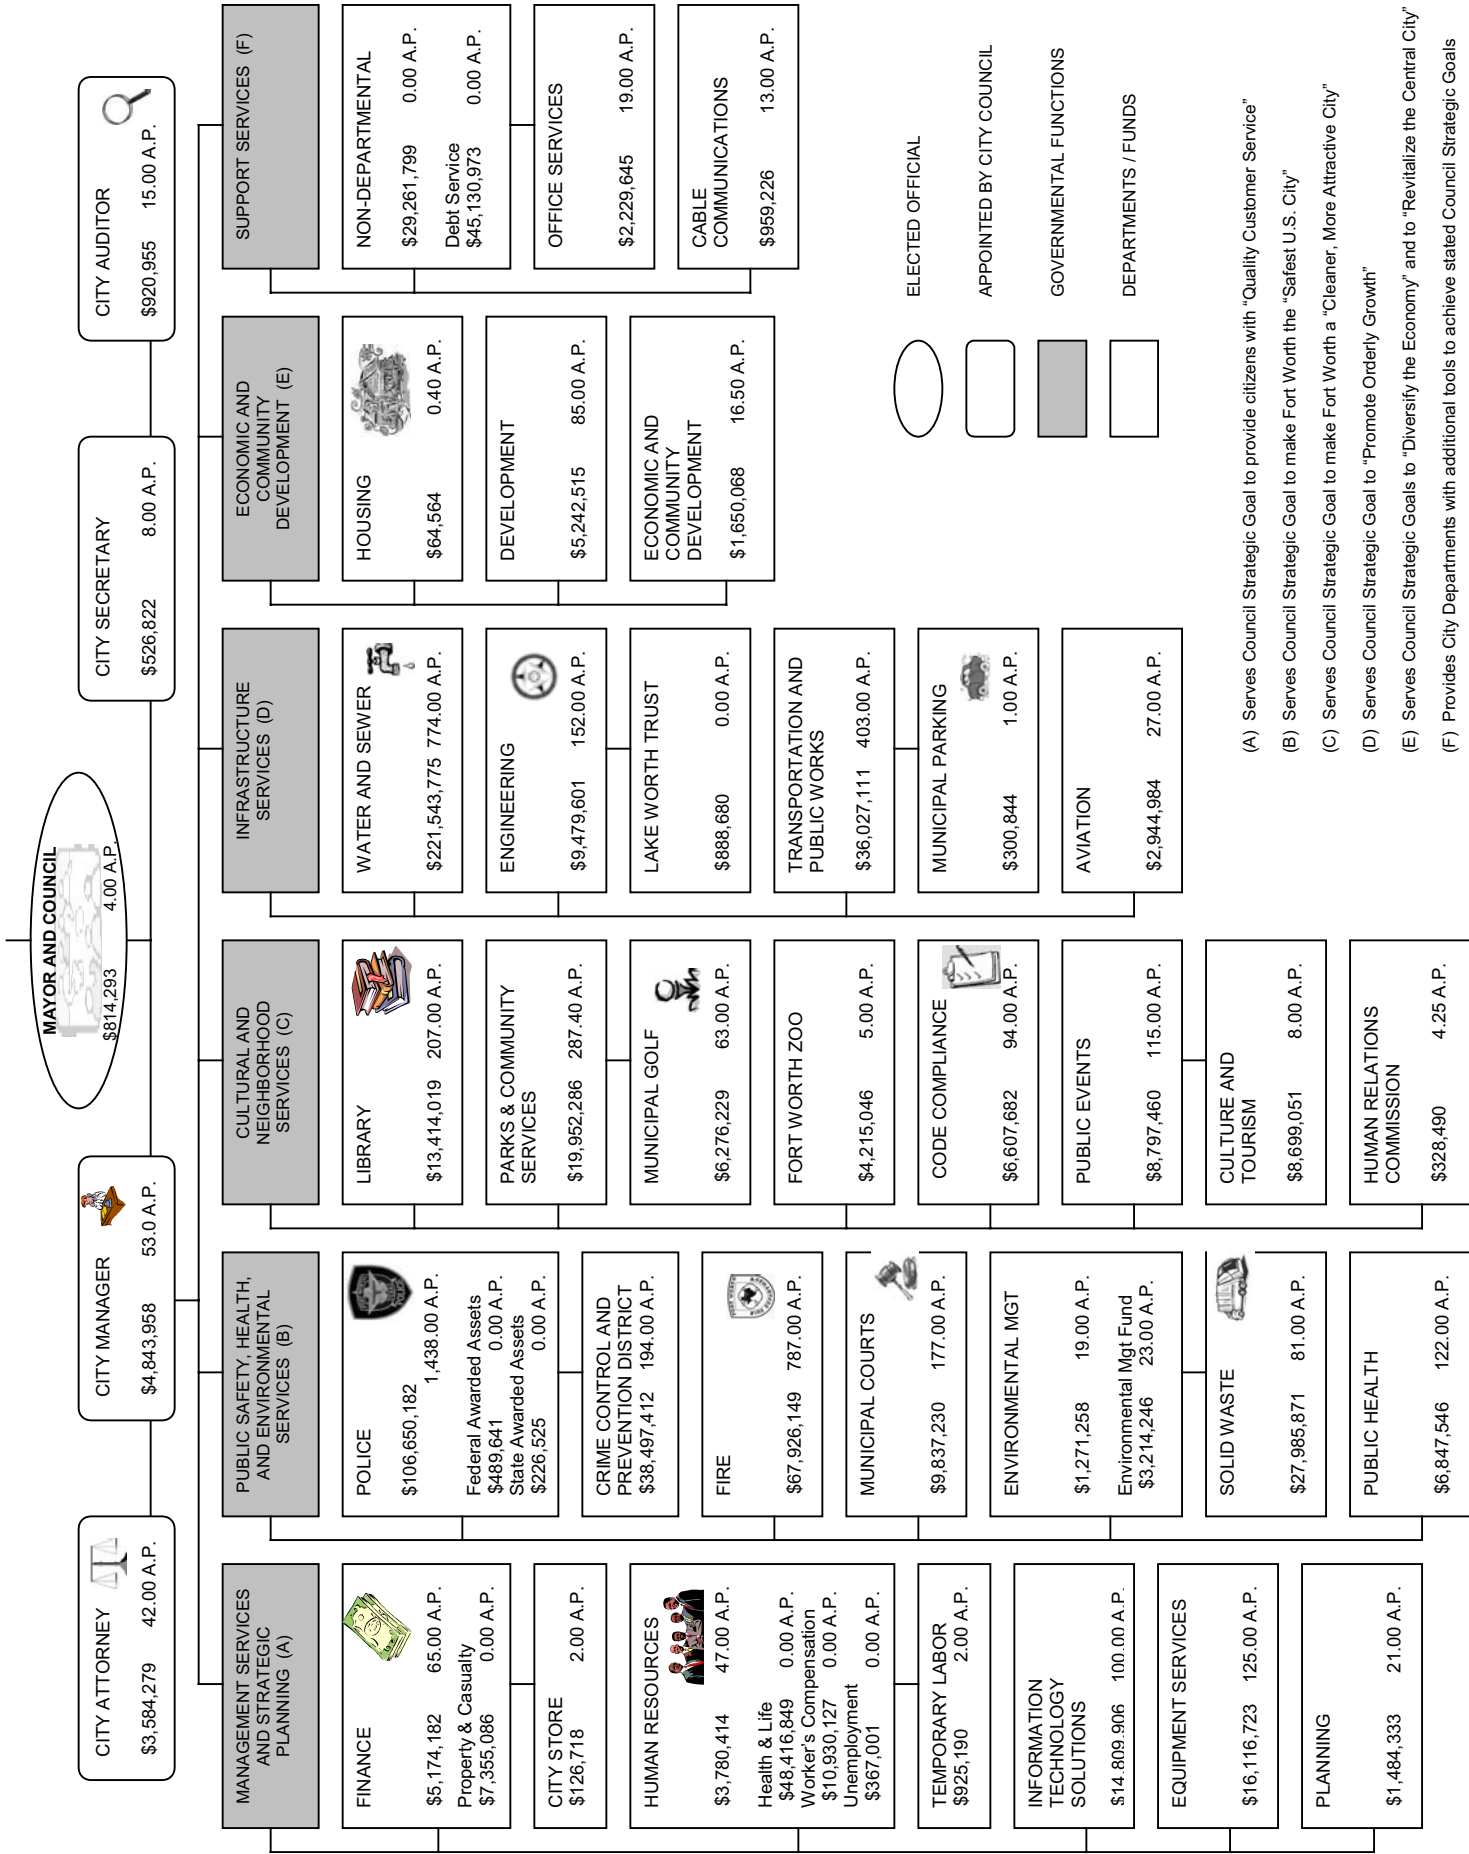 MAYOR AND COUNCIL
$814,293 4.00 A.P.
CITY ATTORNEY
$3,584,279 42.00 A.P.
CITY MANAGER
$4,843,958 53.0 A.P.
CITY SECRETARY
$526,822 8.00 A.P.
CITY AUDITOR
$920,955 15.00 A.P.
MANAGEMENT SERVICES
AND STRATEGIC
PLANNING (A)
FINANCE
$5,174,182 65.00 A.P.
Property & Casualty
$7,355,086 0.00 A.P.
CITY STORE
$126,718 2.00 A.P.
HUMAN RESOURCES
$3,780,414 47.00 A.P.
Health & Life
$48,416,849 0.00 A.P.
Worker's Compensation
$10,930,127 0.00 A.P.
Unemployment
$367,001 0.00 A.P.
TEMPORARY LABOR
$925,190 2.00 A.P.
INFORMATION
TECHNOLOGY
SOLUTIONS
$14.809.906 100.00 A.P.
EQUIPMENT SERVICES
$16,116,723 125.00 A.P.
PLANNING
$1,484,333 21.00 A.P.
PUBLIC SAFETY, HEALTH,
AND ENVIRONMENTAL
SERVICES (B)
POLICE
$106,650,182
1,438.00 A.P.
Federal Awarded Assets
$489,641 0.00 A.P.
State Awarded Assets
$226,525 0.00 A.P.
CRIME CONTROL AND
PREVENTION DISTRICT
$38,497,412 194.00 A.P.
FIRE
$67,926,149 787.00 A.P.
MUNICIPAL COURTS
$9,837,230 177.00 A.P.
ENVIRONMENTAL MGT
$1,271,258 19.00 A.P.
Environmental Mgt Fund
$3,214,246 23.00 A.P.
SOLID WASTE
$27,985,871 81.00 A.P.
PUBLIC HEALTH
$6,847,546 122.00 A.P.
CULTURAL AND
NEIGHBORHOOD
SERVICES (C)
LIBRARY
$13,414,019 207.00 A.P.
PARKS & COMMUNITY
SERVICES
$19,952,286 287.40 A.P.
MUNICIPAL GOLF
$6,276,229 63.00 A.P.
FORT WORTH ZOO
$4,215,046 5.00 A.P.
CODE COMPLIANCE
$6,607,682 94.00 A.P.
PUBLIC EVENTS
$8,797,460 115.00 A.P.
CULTURE AND
TOURISM
$8,699,051 8.00 A.P.
HUMAN RELATIONS
COMMISSION
$328,490 4.25 A.P.
INFRASTRUCTURE
SERVICES (D)
WATER AND SEWER
$221,543,775 774.00 A.P.
ENGINEERING
$9,479,601 152.00 A.P.
LAKE WORTH TRUST
$888,680 0.00 A.P.
TRANSPORTATION AND
PUBLIC WORKS
$36,027,111 403.00 A.P.
MUNICIPAL PARKING
$300,844 1.00 A.P.
AVIATION
$2,944,984 27.00 A.P.
ECONOMIC AND
COMMUNITY
DEVELOPMENT (E)
HOUSING
$64,564 0.40 A.P.
DEVELOPMENT
$5,242,515 85.00 A.P.
ECONOMIC AND
COMMUNITY
DEVELOPMENT
$1,650,068 16.50 A.P.
SUPPORT SERVICES (F)
NON-DEPARTMENTAL
$29,261,799 0.00 A.P.
Debt Service
$45,130,973 0.00 A.P.
OFFICE SERVICES
$2,229,645 19.00 A.P.
CABLE
COMMUNICATIONS
$959,226 13.00 A.P.
ELECTED OFFICIAL
APPOINTED BY CITY COUNCIL
GOVERNMENTAL FUNCTIONS
DEPARTMENTS / FUNDS
(A) Serves Council Strategic Goal to provide citizens with “Quality Customer Service”
(B) Serves Council Strategic Goal to make Fort Worth the “Safest U.S. City”
(C) Serves Council Strategic Goal to make Fort Worth a “Cleaner, More Attractive City”
(D) Serves Council Strategic Goal to “Promote Orderly Growth”
(E) Serves Council Strategic Goals to “Diversify the Economy” and to “Revitalize the Central City”
(F) Provides City Departments with additional tools to achieve stated Council Strategic Goals